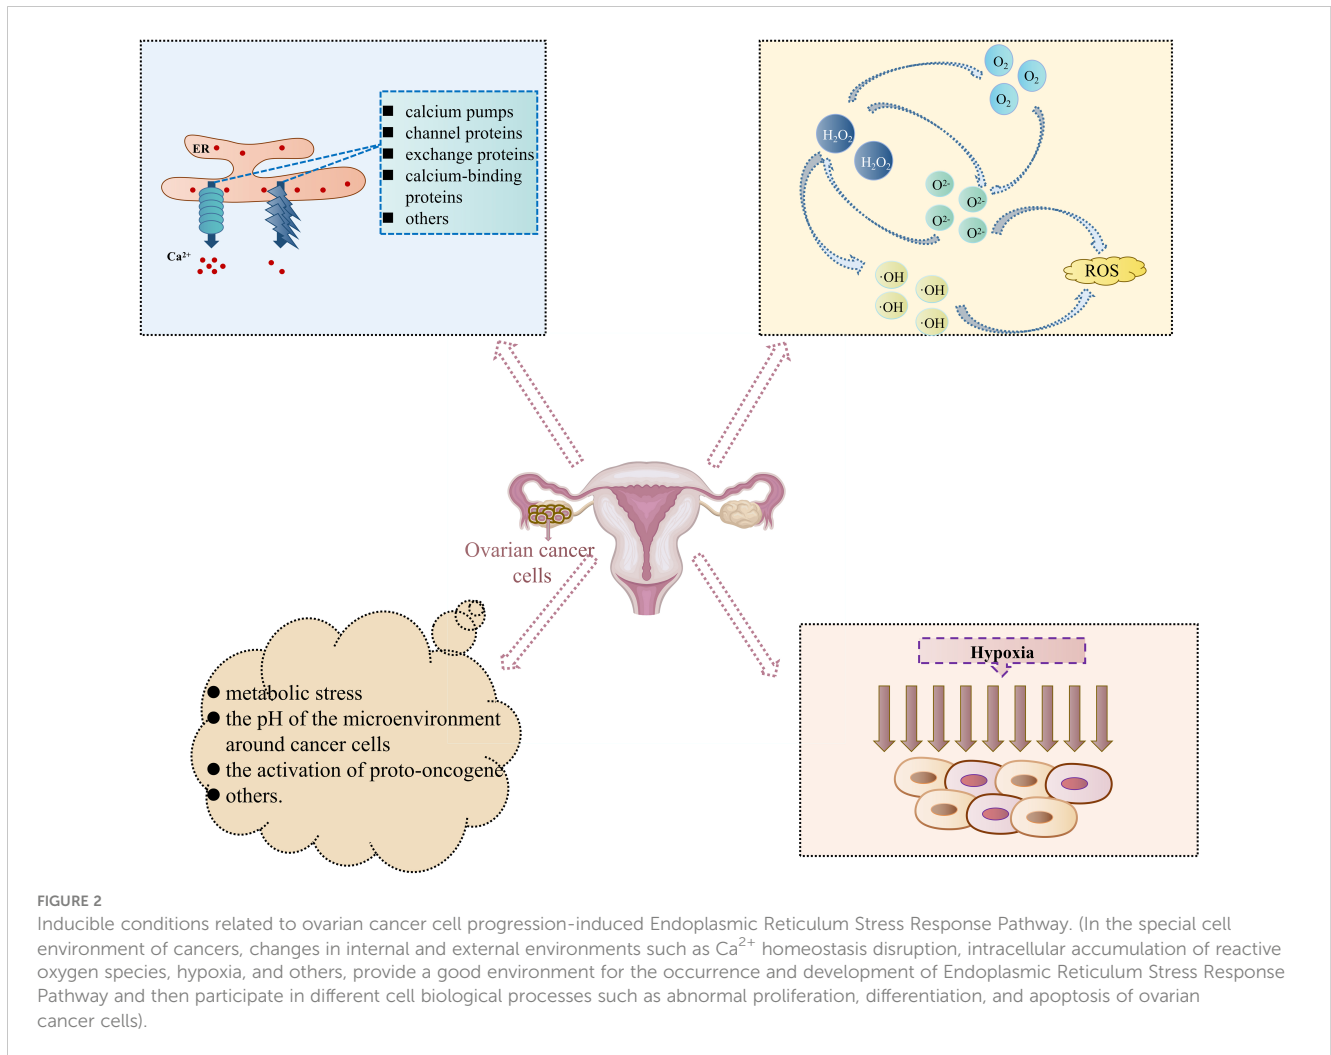 ER
Ca²⁺
■ calcium pumps
■ channel proteins
■ exchange proteins
■ calcium-binding
proteins
■ others
O₂
O₂
O₂
H₂O₂
H₂O₂
O²⁻
O²⁻
O²⁻
O²⁻
·OH
·OH
·OH
·OH
ROS
Ovarian cancer
cells
● metabolic stress
● the pH of the microenvironment
around cancer cells
● the activation of proto-oncogene
● others.
Hypoxia
FIGURE 2
Inducible conditions related to ovarian cancer cell progression-induced Endoplasmic Reticulum Stress Response Pathway. (In the special cell
environment of cancers, changes in internal and external environments such as Ca²⁺ homeostasis disruption, intracellular accumulation of reactive
oxygen species, hypoxia, and others, provide a good environment for the occurrence and development of Endoplasmic Reticulum Stress Response
Pathway and then participate in different cell biological processes such as abnormal proliferation, differentiation, and apoptosis of ovarian
cancer cells).